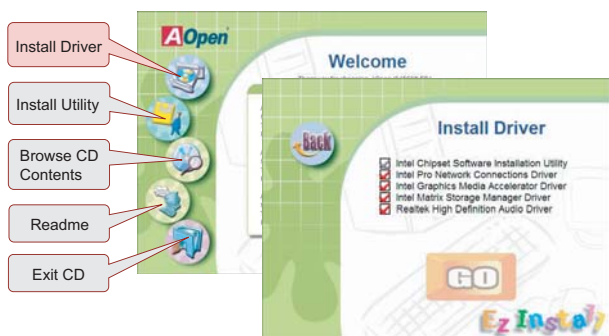 Install Driver
Install Utility
Browse CD
Contents
Readme
Exit CD
AOpen
Welcome
Back
Install Driver
Intel Chipset Software Installation Utility
Intel Pro Network Connections Driver
Intel Graphics Media Accelerator Driver
Intel Matrix Storage Manager Driver
Realtek High Definition Audio Driver
GO
Ez Install